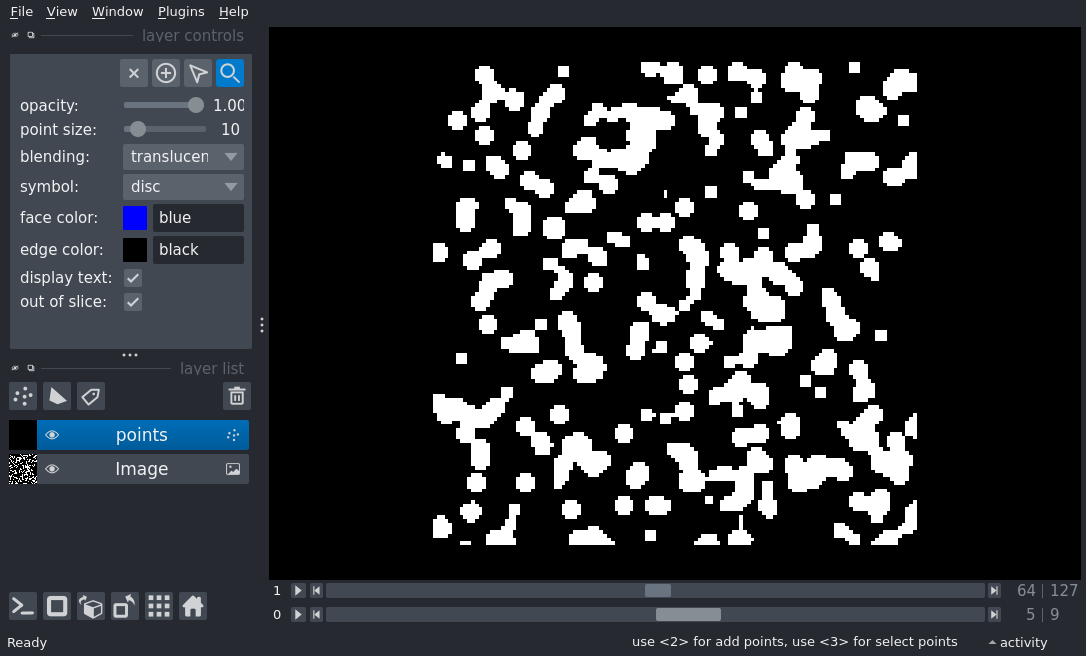 File View Window Plugins Help
layer controls
opacity: 1.00
point size: 10
blending: translucen
symbol: disc
face color: blue
edge color: black
display text:
out of slice:
layer list
points
Image
1 64 | 127
0 5 | 9
Ready use <2> for add points, use <3> for select points activity